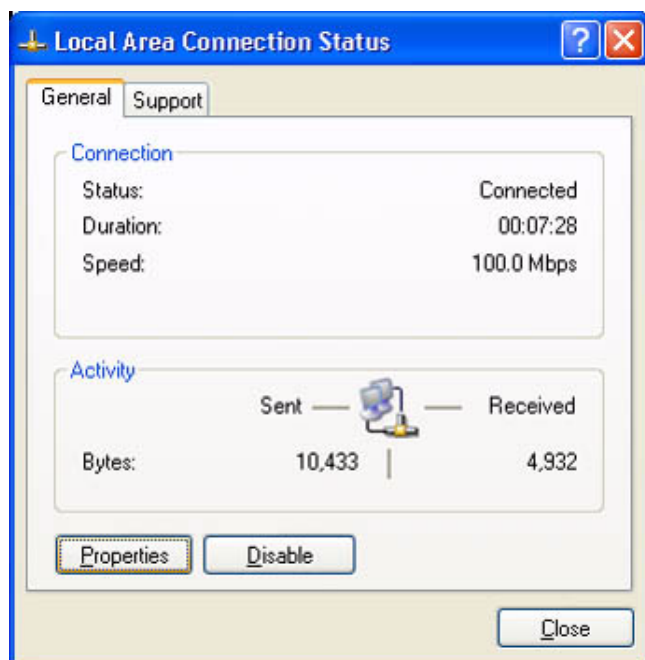 Local Area Connection Status
General Support
Connection
Status: Connected
Duration: 00:07:28
Speed: 100.0 Mbps
Activity
Sent Received
Bytes: 10,433 4,932
Properties Disable
Close